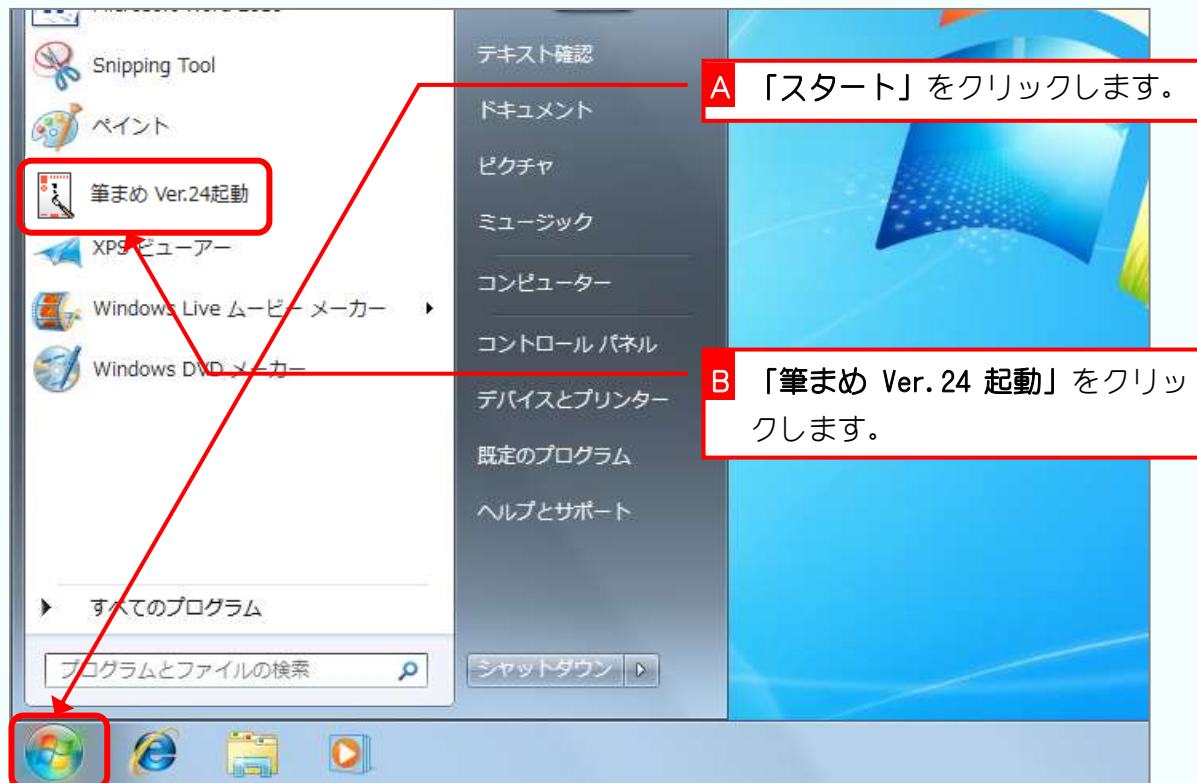 Snipping Tool
ペイント
筆まめ Ver.24起動
XPS ビューアー
Windows Live ムービー メーカー
Windows DVD メーカー
すべてのプログラム
プログラムとファイルの検索
テキスト確認
ドキュメント
ピクチャ
ミュージック
コンピューター
コントロール パネル
デバイスとプリンター
既定のプログラム
ヘルプとサポート
シャットダウン
A 「スタート」をクリックします。
B 「筆まめ Ver.24 起動」をクリッ
クします。